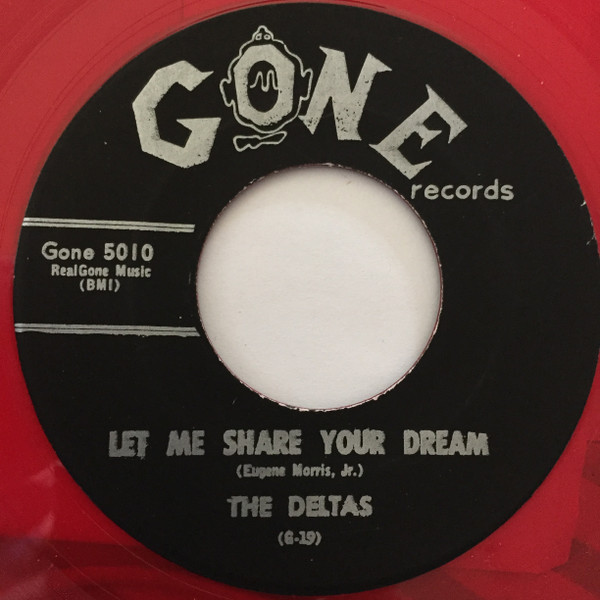 GONE
records
Gone 5010
RealGone Music
(BMI)
LET ME SHARE YOUR DREAM
(Eugene Morris, Jr.)
THE DELTAS
(G-19)